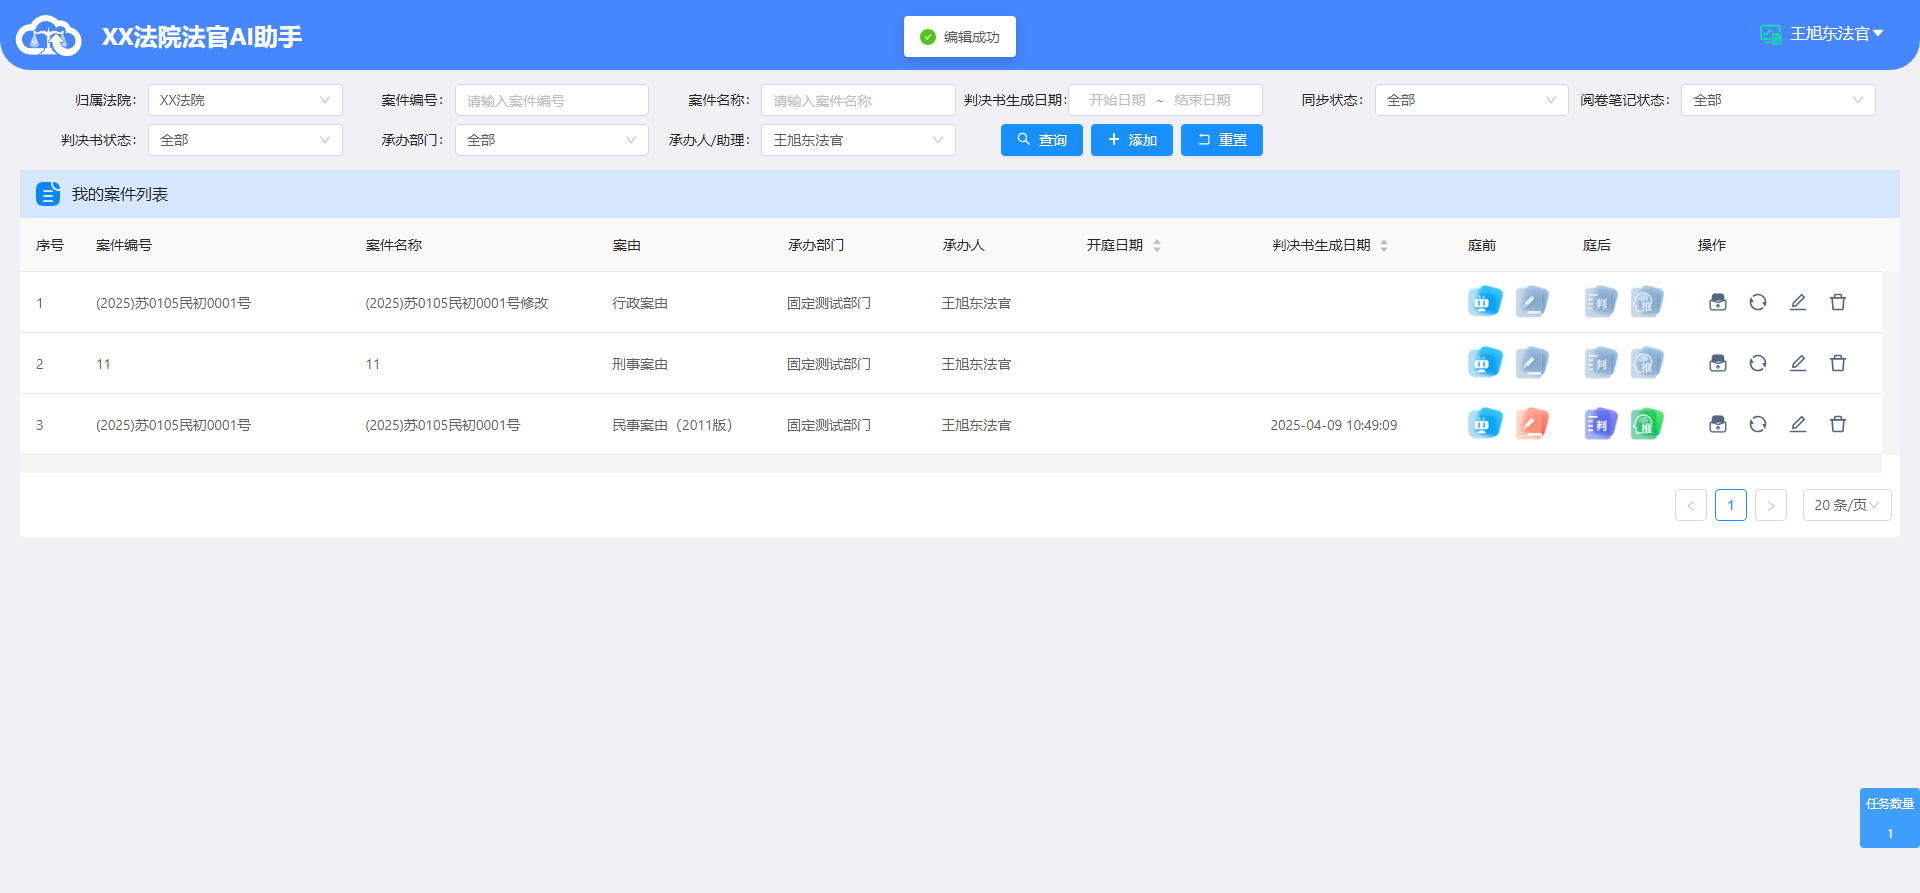 XX法院法官AI助手
编辑成功
王旭东法官
归属法院: XX法院 案件编号: 请输入案件编号 案件名称: 请输入案件名称 判决书生成日期: 开始日期 ~ 结束日期 同步状态: 全部 阅卷笔记状态: 全部
判决书状态: 全部 承办部门: 全部 承办人/助理: 王旭东法官 查询 添加 重置
我的案件列表
序号 案件编号 案件名称 案由 承办部门 承办人 开庭日期 判决书生成日期 庭前 庭后 操作
1 (2025)苏0105民初0001号 (2025)苏0105民初0001号修改 行政案由 固定测试部门 王旭东法官 判 推
2 11 11 刑事案由 固定测试部门 王旭东法官 判 推
3 (2025)苏0105民初0001号 (2025)苏0105民初0001号 民事案由（2011版） 固定测试部门 王旭东法官 2025-04-09 10:49:09 判 推
< 1 > 20 条/页
任务数量
1